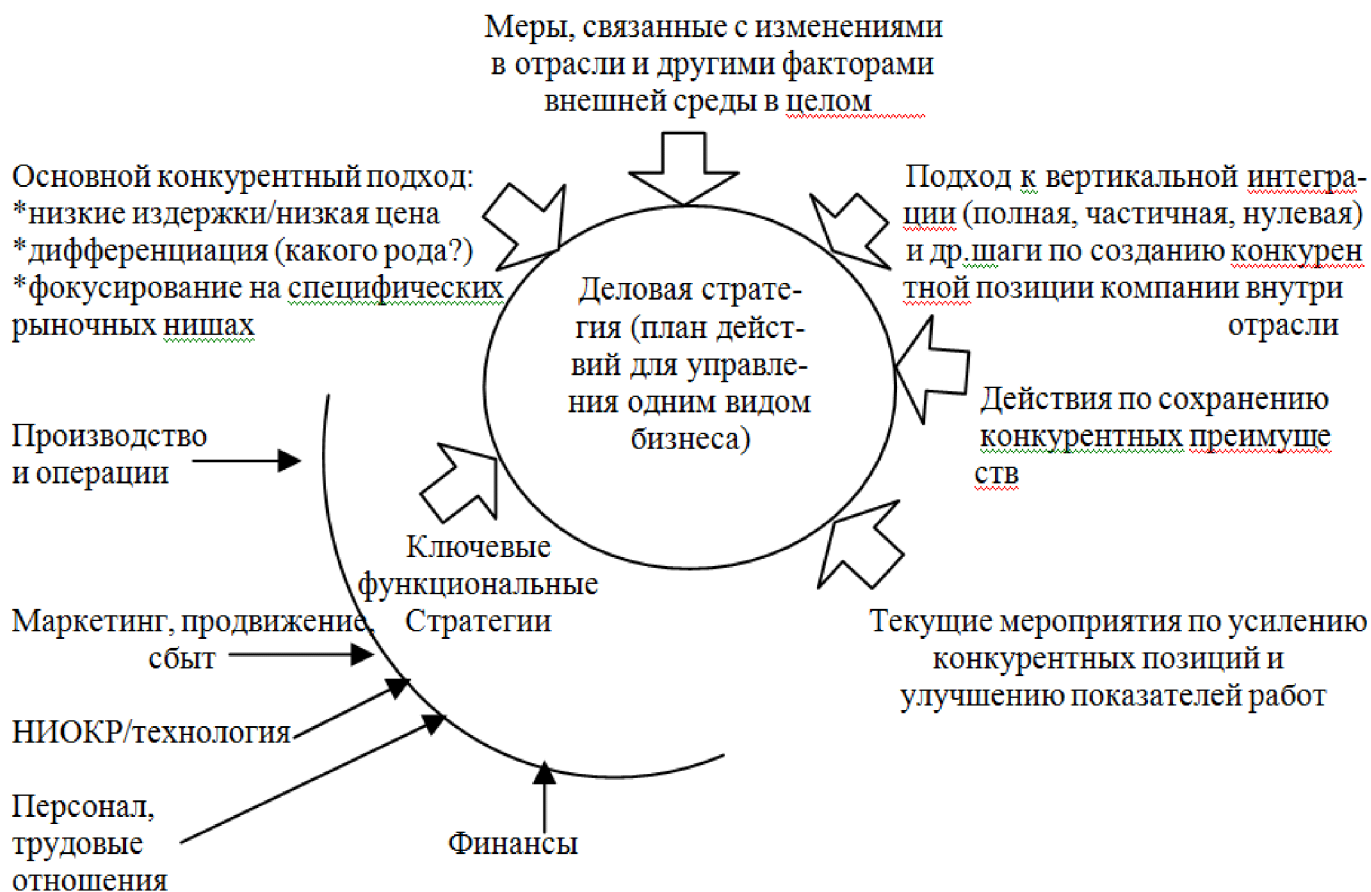 Меры, связанные с изменениями
в отрасли и другими факторами
внешней среды в целом
Основной конкурентный подход:
*низкие издержки/низкая цена
*дифференциация (какого рода?)
*фокусирование на специфических
рыночных нишах
Подход к вертикальной интегра-
ции (полная, частичная, нулевая)
и др.шаги по созданию конкурен
тной позиции компании внутри
отрасли
Деловая страте-
гия (план дейст-
вий для управле-
ния одним видом
бизнеса)
Действия по сохранению
конкурентных преимуще
ств
Производство
и операции
Ключевые
функциональные
Стратегии
Маркетинг, продвижение,
сбыт
Текущие мероприятия по усилению
конкурентных позиций и
улучшению показателей работ
НИОКР/технология
Персонал,
трудовые
отношения
Финансы